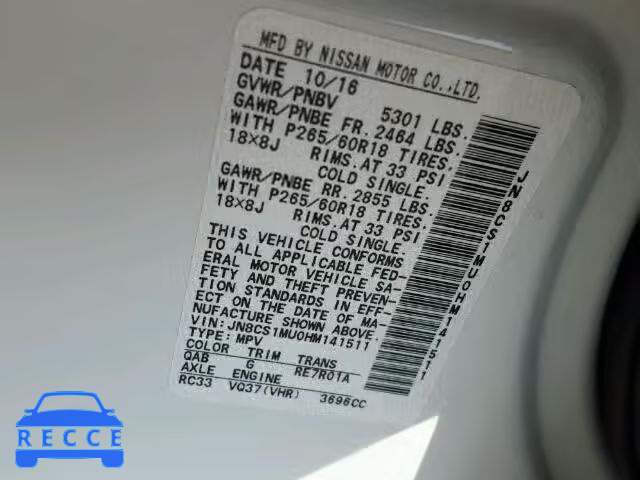 MFD BY NISSAN MOTOR CO.,LTD.
DATE 10/16
GVWR/PNBV 5301 LBS.
GAWR/PNBE FR. 2464 LBS.
WITH P265/60R18 TIRES.
18×8J RIMS.AT 33 PSI
COLD SINGLE.
GAWR/PNBE RR. 2855 LBS.
WITH P265/60R18 TIRES.
18×8J RIMS.AT 33 PSI
COLD SINGLE.
THIS VEHICLE CONFORMS
TO ALL APPLICABLE FED-
ERAL MOTOR VEHICLE SA-
FETY AND THEFT PREVEN-
TION STANDARDS IN EFF-
ECT ON THE DATE OF MA-
NUFACTURE SHOWN ABOVE.
VIN: JN8CS1MU0HM141511
TYPE: MPV
COLOR TRIM TRANS
QAB G RE7R01A
AXLE ENGINE
RC33 VQ37(VHR) 3696CC
JN8CS1MU0HM141511
RECCE